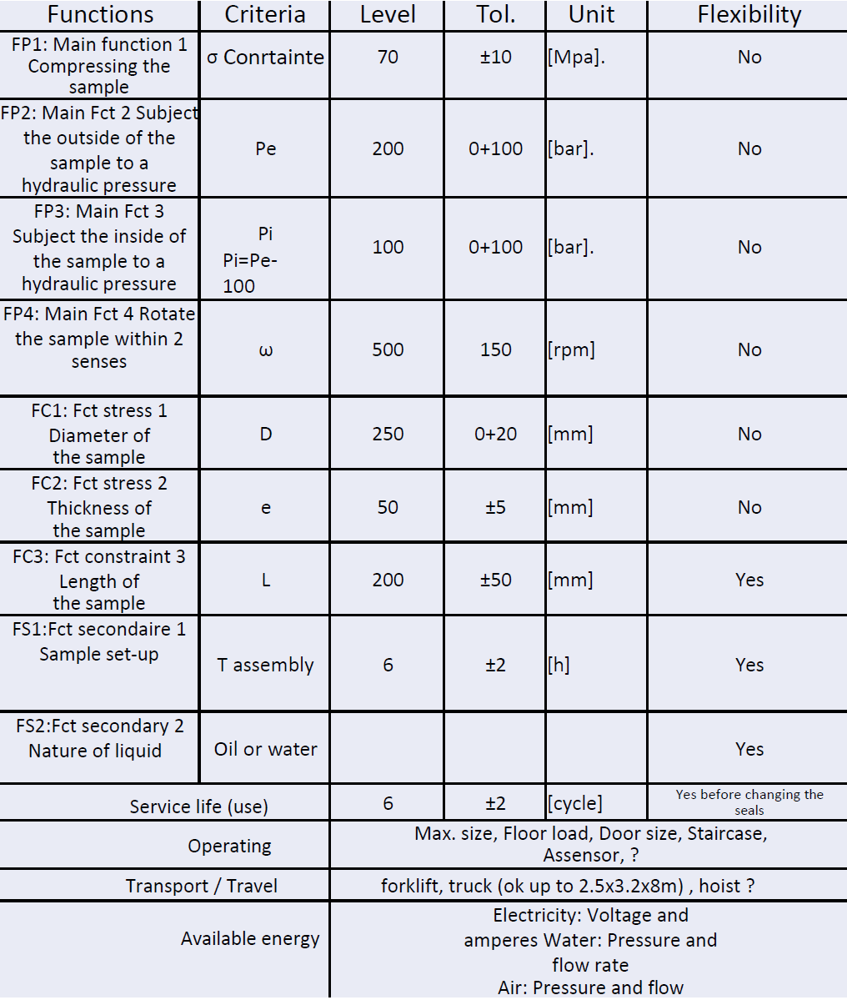 Functions Criteria Level Tol. Unit Flexibility
FP1: Main function 1
Compressing the
sample
σ Conrtainte 70 ±10 [Mpa]. No
FP2: Main Fct 2 Subject
the outside of the
sample to a
hydraulic pressure
Pe 200 0+100 [bar]. No
FP3: Main Fct 3
Subject the inside of
the sample to a
hydraulic pressure
Pi
Pi=Pe-
100
100 0+100 [bar]. No
FP4: Main Fct 4 Rotate
the sample within 2
senses
ω 500 150 [rpm] No
FC1: Fct stress 1
Diameter of
the sample
D 250 0+20 [mm] No
FC2: Fct stress 2
Thickness of
the sample
e 50 ±5 [mm] No
FC3: Fct constraint 3
Length of
the sample
L 200 ±50 [mm] Yes
FS1:Fct secondaire 1
Sample set-up
T assembly 6 ±2 [h] Yes
FS2:Fct secondary 2
Nature of liquid
Oil or water Yes
Service life (use) 6 ±2 [cycle] Yes before changing the
seals
Operating
Max. size, Floor load, Door size, Staircase,
Assensor, ?
Transport / Travel forklift, truck (ok up to 2.5x3.2x8m) , hoist ?
Available energy
Electricity: Voltage and
amperes Water: Pressure and
flow rate
Air: Pressure and flow